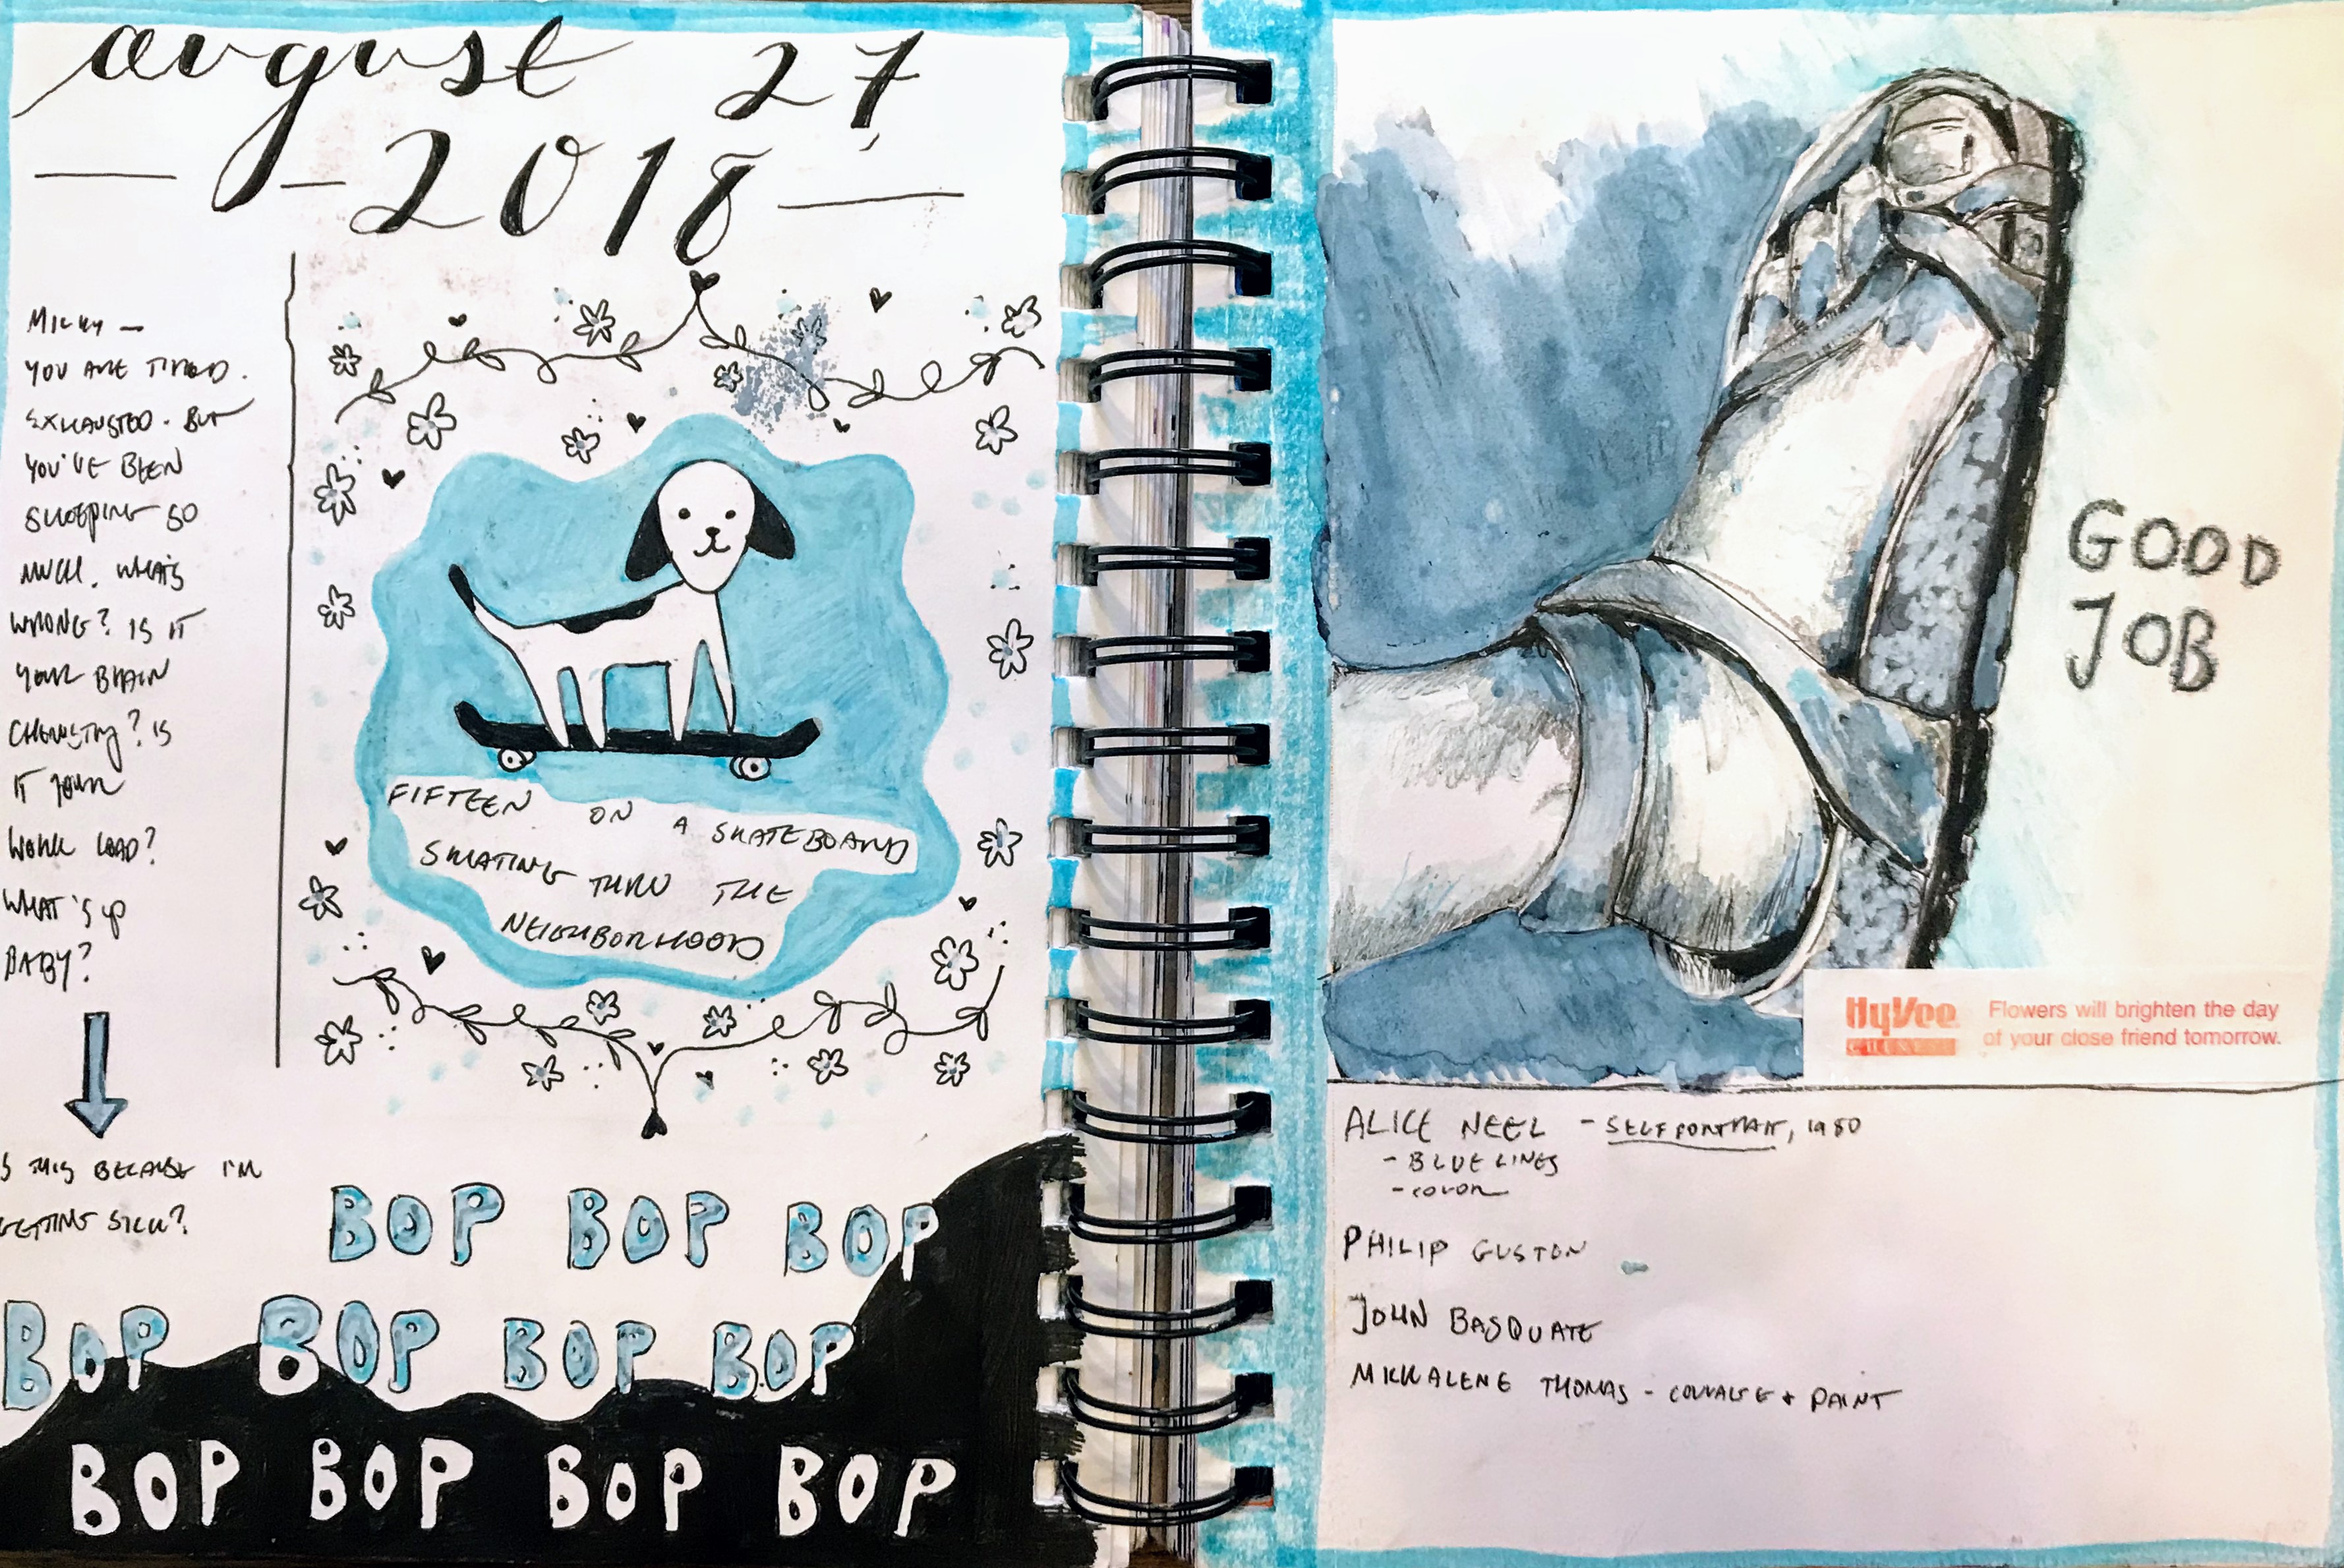 august 27
2018
MICKY —
YOU ARE TIRED.
EXHAUSTED. BUT
YOU'VE BEEN
SLEEPING SO
MUCH. WHATS
WRONG? IS IT
YOUR BRAIN
CHEMISTRY? IS
IT YOUR
WORK LOAD?
WHAT'S UP
BABY?
S THIS BECAUSE I'M
GETTING SICK?
FIFTEEN ON A SKATEBOARD
SKATING THRU THE
NEIGHBORHOOD
BOP BOP BOP
BOP BOP BOP BOP
BOP BOP BOP BOP
GOOD
JOB
HyVee
Flowers will brighten the day
of your close friend tomorrow.
ALICE NEEL - SELF PORTRAIT, 1980
- BLUE LINES
- COLOR
PHILIP GUSTON -
JOHN BASQUATE
MIKKALENE THOMAS - COLLAGE + PAINT